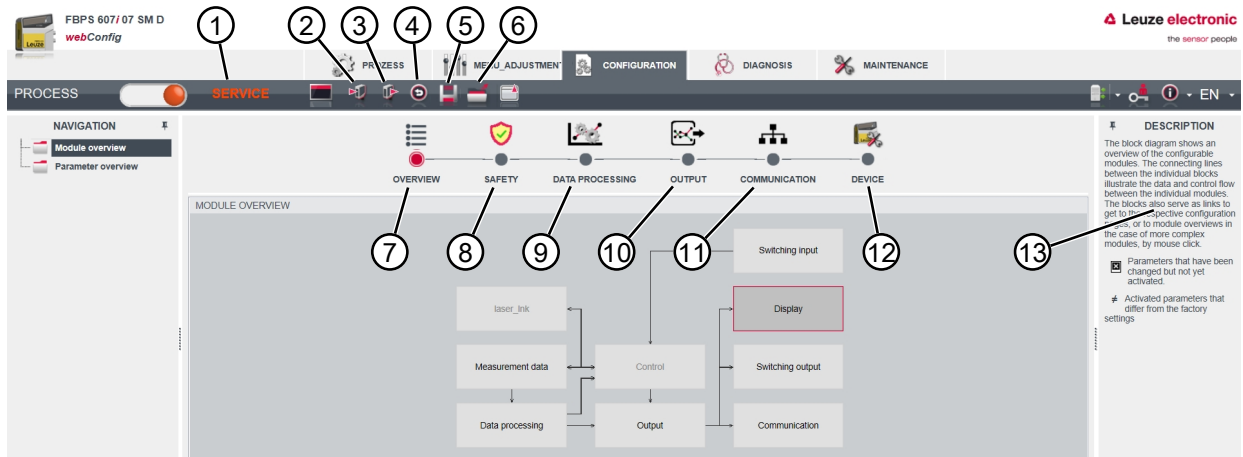 FBPS 607i 07 SM D
webConfig
Leuze
1
2
3
4
5
6
Leuze electronic
the sensor people
PROZESS
MENU_ADJUSTMEN
CONFIGURATION
DIAGNOSIS
MAINTENANCE
PROCESS
SERVICE
EN
NAVIGATION
Module overview
Parameter overview
OVERVIEW
SAFETY
DATA PROCESSING
OUTPUT
COMMUNICATION
DEVICE
MODULE OVERVIEW
7
8
9
10
11
12
13
Switching input
laser_lnk
Display
Measurement data
Control
Switching output
Data processing
Output
Communication
DESCRIPTION
The block diagram shows an
overview of the configurable
modules. The connecting lines
between the individual blocks
illustrate the data and control flow
between the individual modules.
The blocks also serve as links to
get to the respective configuration
pages, or to module overviews in
the case of more complex
modules, by mouse click.
Parameters that have been
changed but not yet
activated.
≠ Activated parameters that
differ from the factory
settings